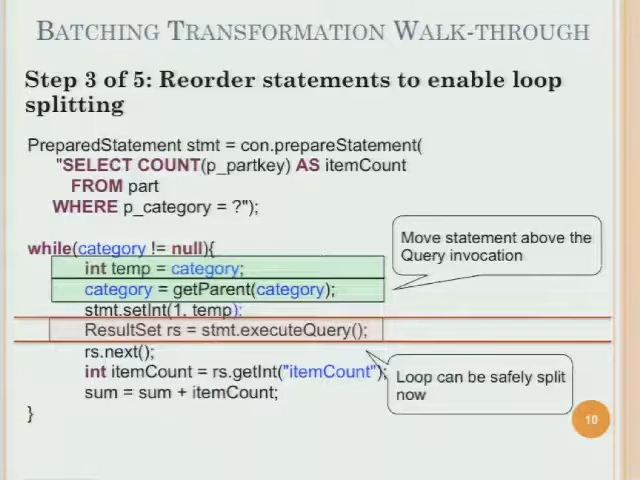 BATCHING TRANSFORMATION WALK-THROUGH
Step 3 of 5: Reorder statements to enable loop
splitting
PreparedStatement stmt = con.prepareStatement(
"SELECT COUNT(p_partkey) AS itemCount
FROM part
WHERE p_category = ?");
while(category != null){
int temp = category;
category = getParent(category);
stmt.setInt(1, temp);
ResultSet rs = stmt.executeQuery();
rs.next();
int itemCount = rs.getInt("itemCount");
sum = sum + itemCount;
}
Move statement above the
Query invocation
Loop can be safely split
now
10